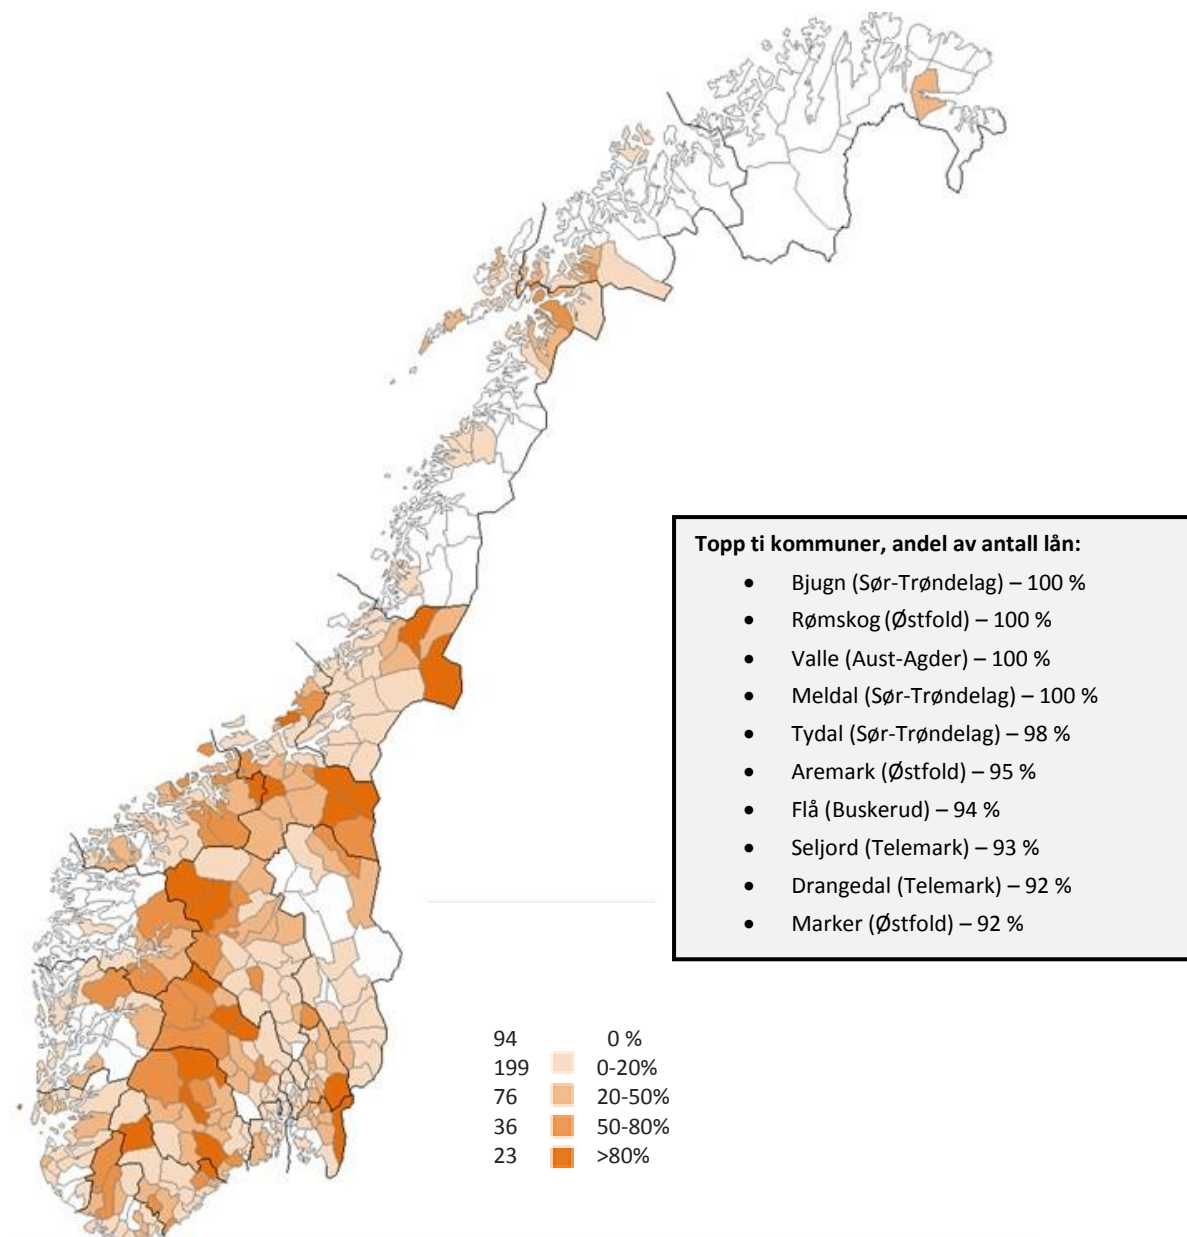 Topp ti kommuner, andel av antall lån:
• Bjugn (Sør-Trøndelag) – 100 %
• Rømskog (Østfold) – 100 %
• Valle (Aust-Agder) – 100 %
• Meldal (Sør-Trøndelag) – 100 %
• Tydal (Sør-Trøndelag) – 98 %
• Aremark (Østfold) – 95 %
• Flå (Buskerud) – 94 %
• Seljord (Telemark) – 93 %
• Drangedal (Telemark) – 92 %
• Marker (Østfold) – 92 %
94 0 %
199 0-20%
76 20-50%
36 50-80%
23 >80%